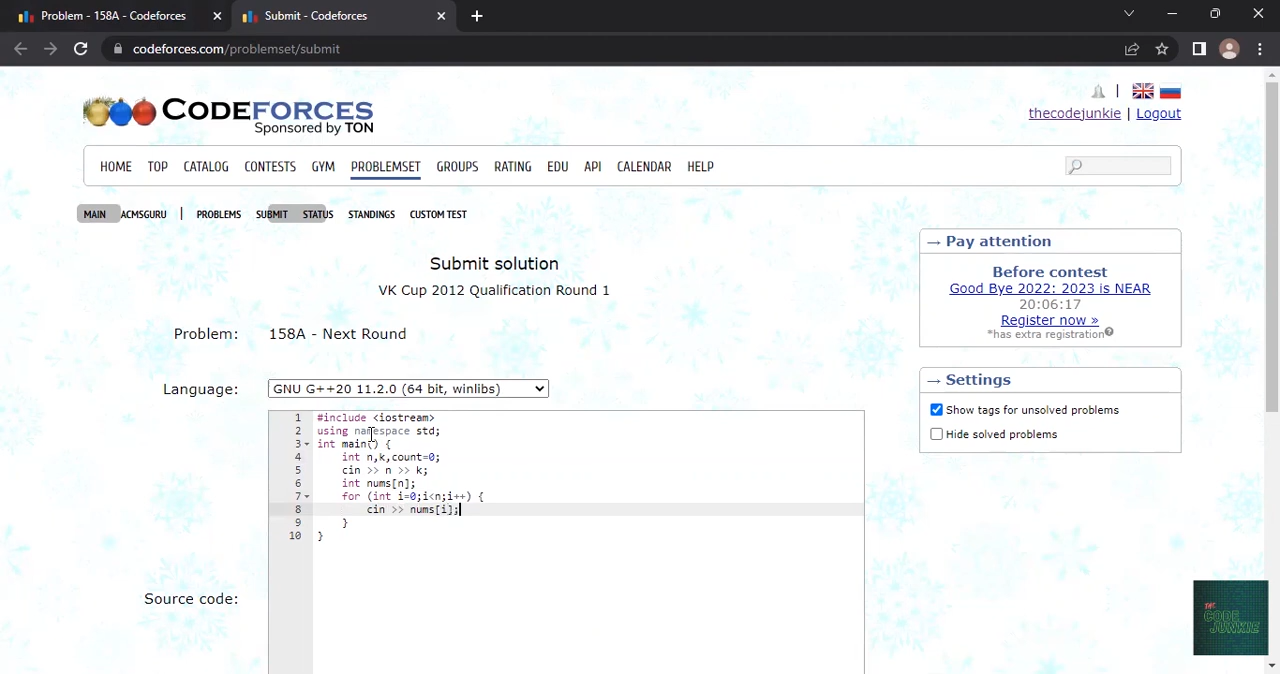 Problem - 158A - Codeforces
Submit - Codeforces
codeforces.com/problemset/submit
CODEFORCES
Sponsored by TON
thecodejunkie | Logout
HOME TOP CATALOG CONTESTS GYM PROBLEMSET GROUPS RATING EDU API CALENDAR HELP
MAIN ACMSGURU | PROBLEMS SUBMIT STATUS STANDINGS CUSTOM TEST
Submit solution
VK Cup 2012 Qualification Round 1
Problem: 158A - Next Round
Language: GNU G++20 11.2.0 (64 bit, winlibs)
Source code:
1 #include <iostream>
2 using namespace std;
3 int main() {
4 int n,k,count=0;
5 cin >> n >> k;
6 int nums[n];
7 for (int i=0;i<n;i++) {
8 cin >> nums[i];
9 }
10 }
→ Pay attention
Before contest
Good Bye 2022: 2023 is NEAR
20:06:17
Register now »
*has extra registration?
→ Settings
Show tags for unsolved problems
Hide solved problems
THE
CODE
JUNKIE